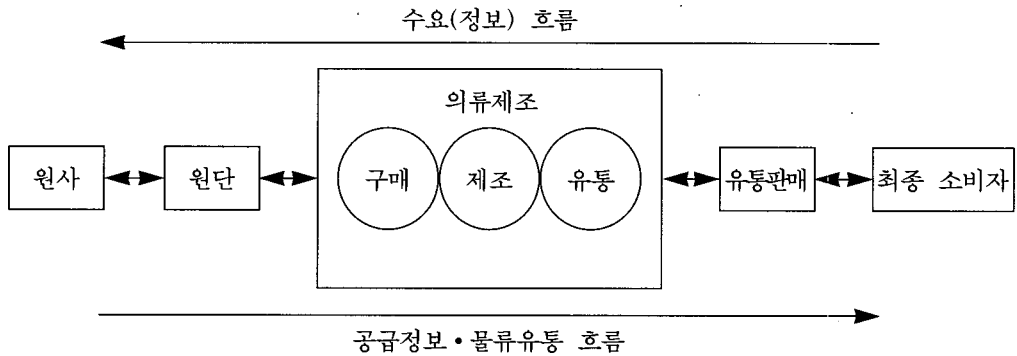 수요(정보) 흐름
의류제조
원사
원단
구매
제조
유통
유통판매
최종 소비자
공급정보•물류유통 흐름